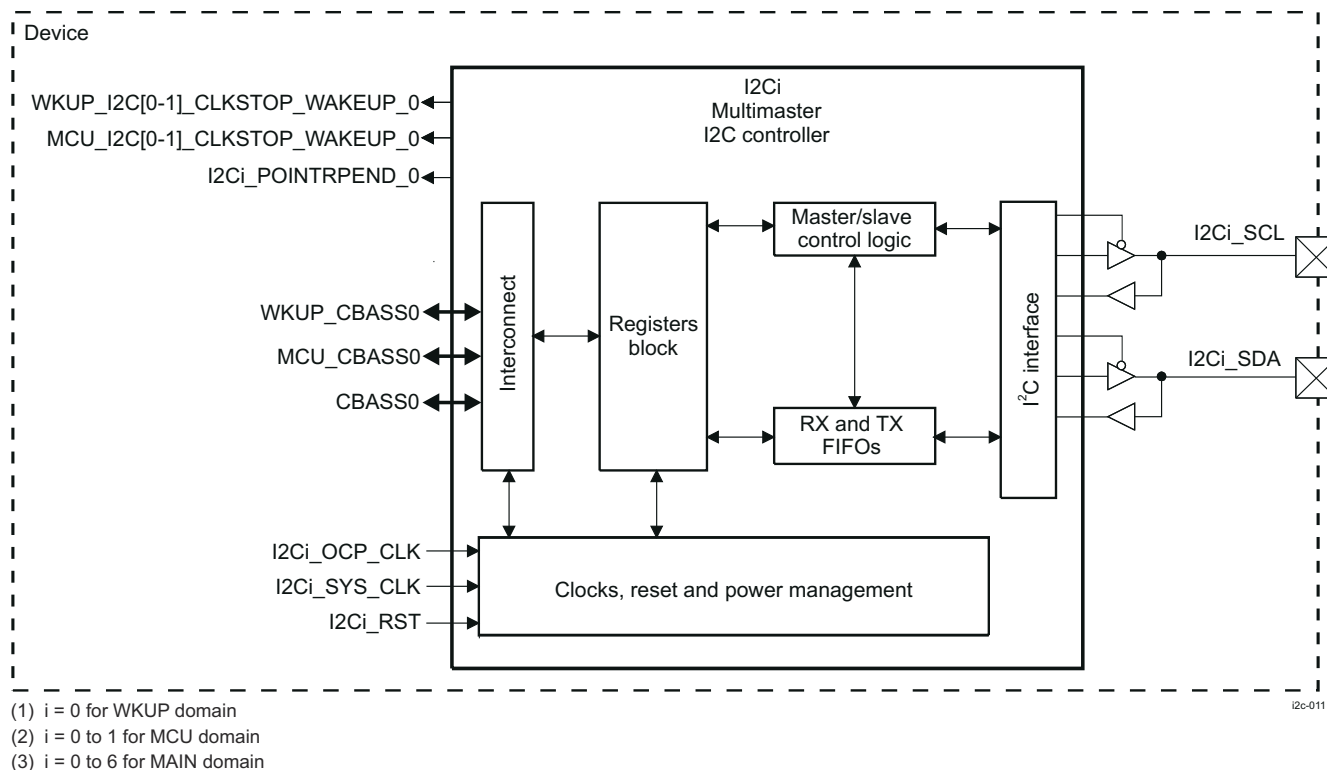 Device
WKUP_I2C[0-1]_CLKSTOP_WAKEUP_0
MCU_I2C[0-1]_CLKSTOP_WAKEUP_0
I2Ci_POINTRPEND_0
I2Ci
Multimaster
I2C controller
WKUP_CBASS0
MCU_CBASS0
CBASS0
Interconnect
Registers
block
Master/slave
control logic
RX and TX
FIFOs
I²C interface
I2Ci_SCL
I2Ci_SDA
I2Ci_OCP_CLK
I2Ci_SYS_CLK
I2Ci_RST
Clocks, reset and power management
i2c-011
(1) i = 0 for WKUP domain
(2) i = 0 to 1 for MCU domain
(3) i = 0 to 6 for MAIN domain